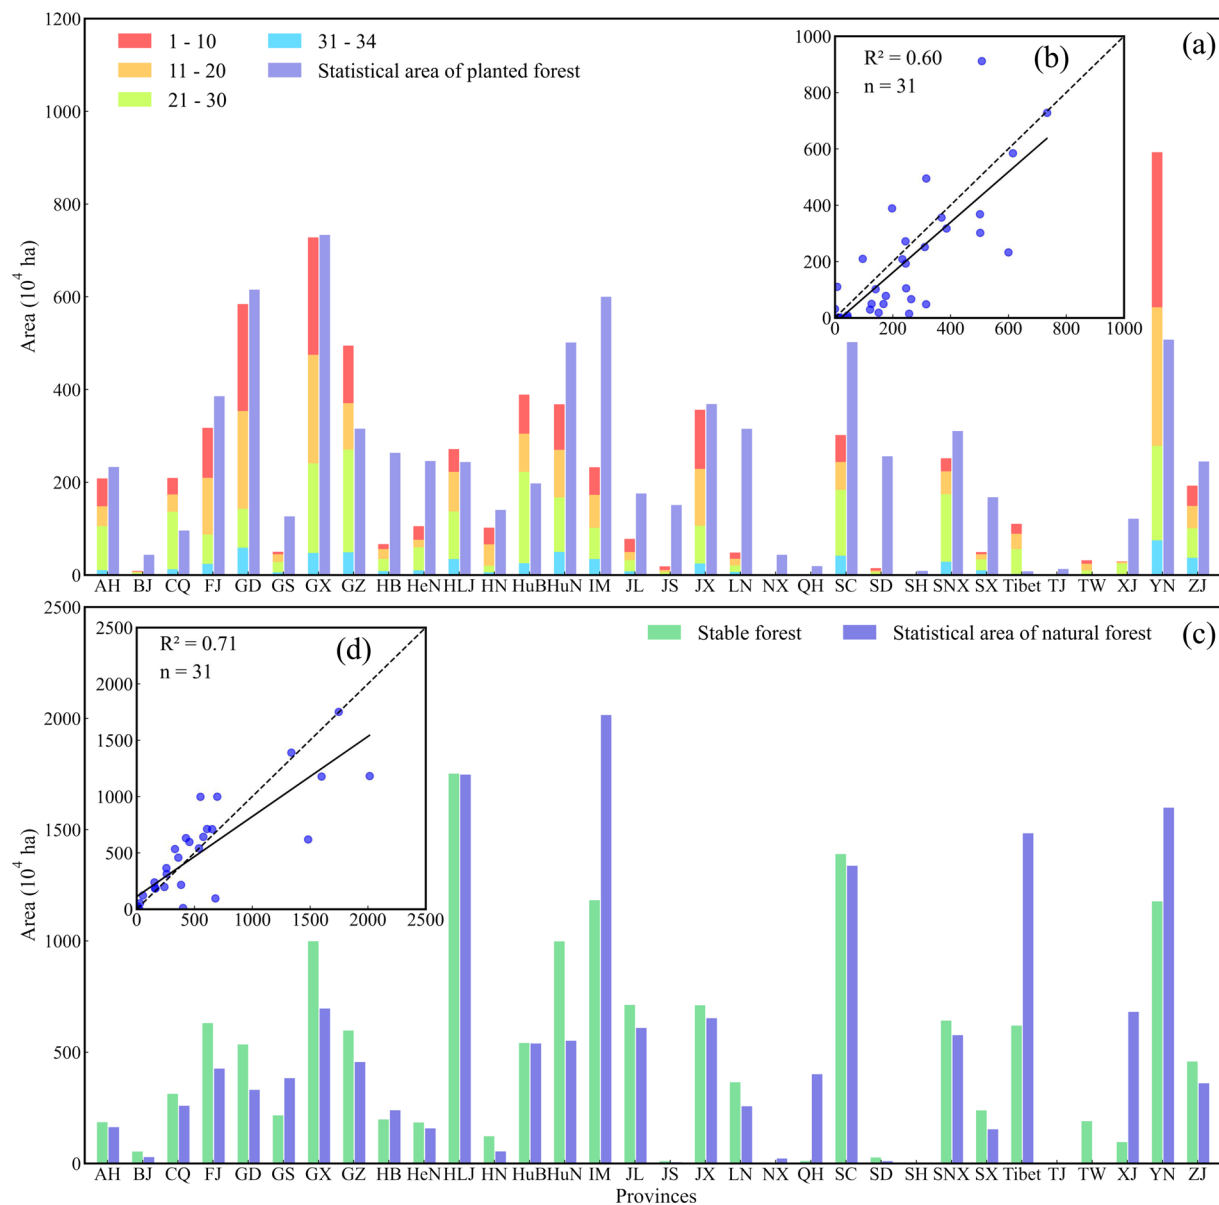 1200
1000
800
600
400
200
0
Area (10⁴ ha)
1 - 10
11 - 20
21 - 30
31 - 34
Statistical area of planted forest
(a)
1000
800
600
400
200
0
R² = 0.60
n = 31
(b)
0 200 400 600 800 1000
AH BJ CQ FJ GD GS GX GZ HB HeN HLJ HN HuB HuN IM JL JS JX LN NX QH SC SD SH SNX SX Tibet TJ TW XJ YN ZJ
2500
2000
1500
1000
500
0
Area (10⁴ ha)
Stable forest
Statistical area of natural forest
(c)
2500
2000
1500
1000
500
0
R² = 0.71
n = 31
(d)
0 500 1000 1500 2000 2500
AH BJ CQ FJ GD GS GX GZ HB HeN HLJ HN HuB HuN IM JL JS JX LN NX QH SC SD SH SNX SX Tibet TJ TW XJ YN ZJ
Provinces